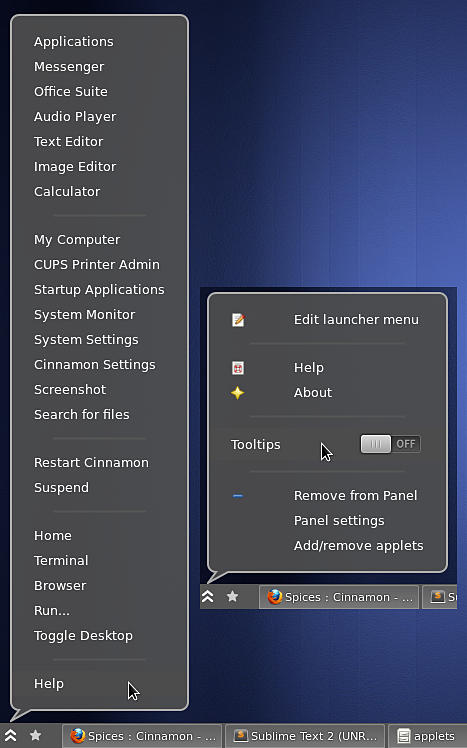 Applications
Messenger
Office Suite
Audio Player
Text Editor
Image Editor
Calculator
My Computer
CUPS Printer Admin
Startup Applications
System Monitor
System Settings
Cinnamon Settings
Screenshot
Search for files
Restart Cinnamon
Suspend
Home
Terminal
Browser
Run...
Toggle Desktop
Help
Edit launcher menu
Help
About
Tooltips OFF
Remove from Panel
Panel settings
Add/remove applets
Spices : Cinnamon - ...
Spices : Cinnamon - ... Sublime Text 2 (UNR... applets